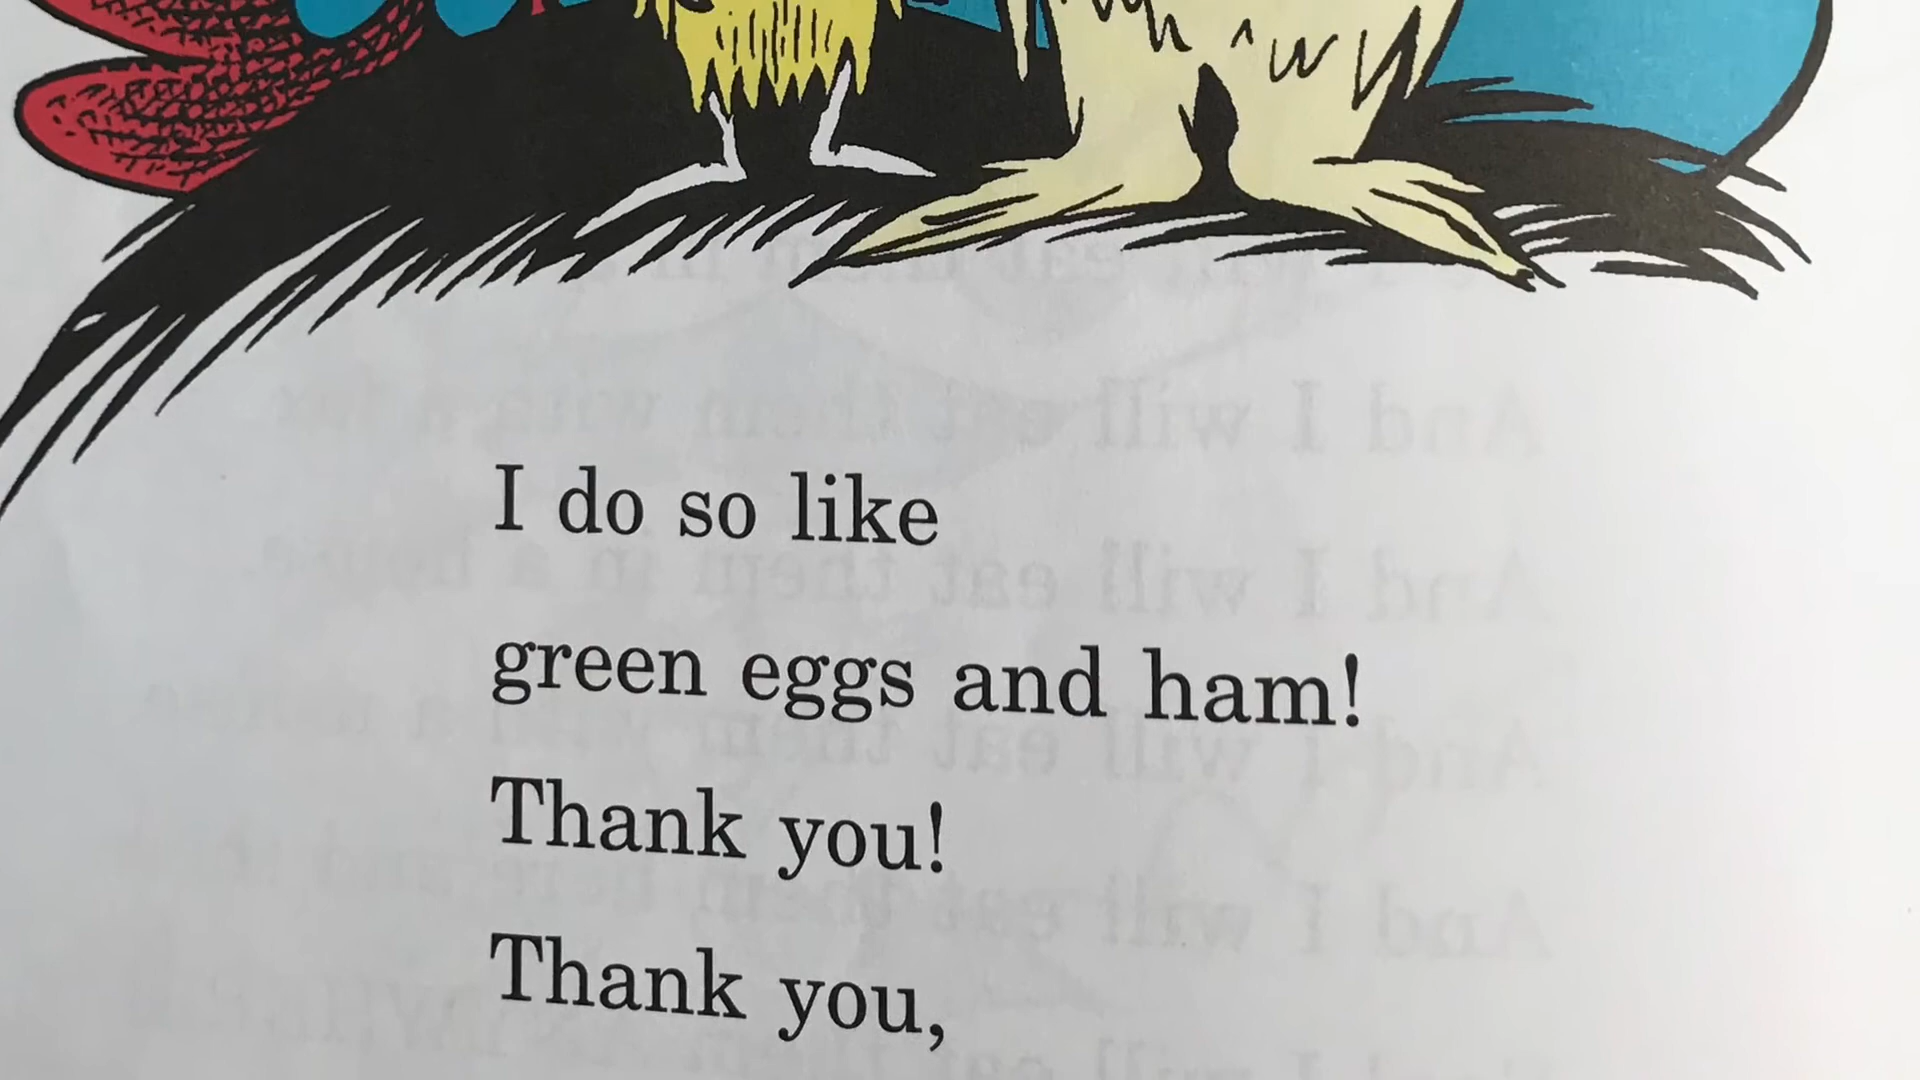 I do so like
green eggs and ham!
Thank you!
Thank you,